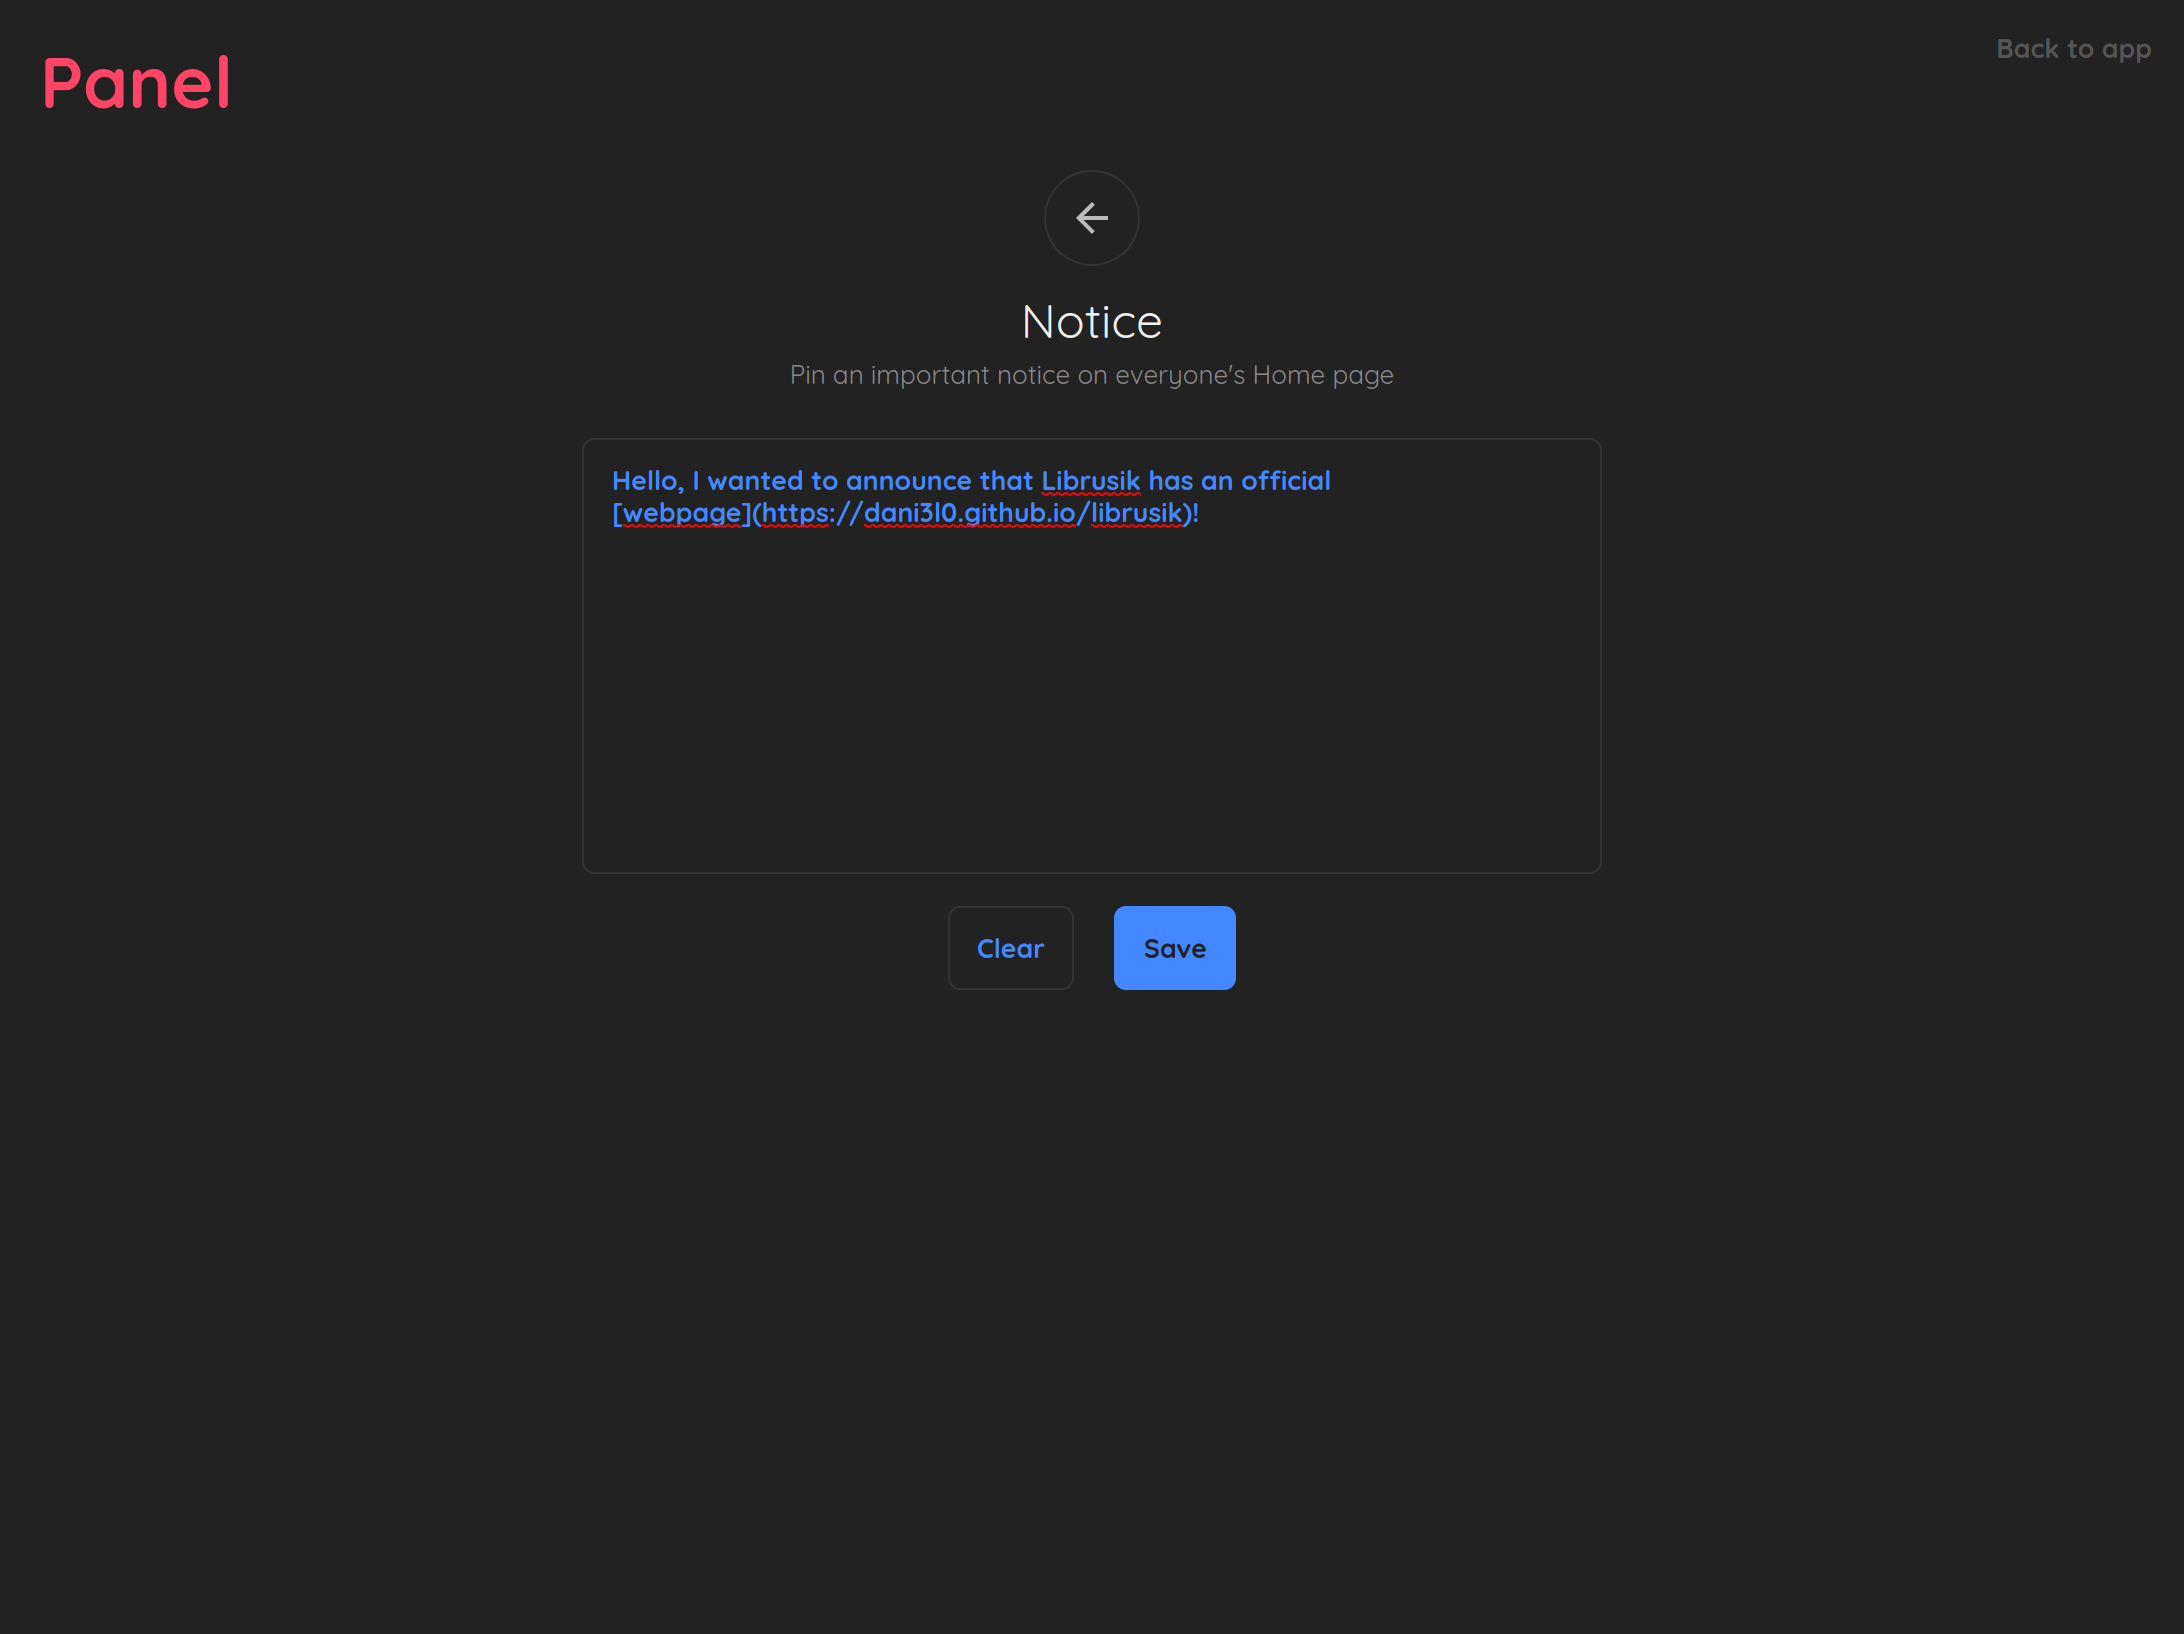 Panel
Back to app
Notice
Pin an important notice on everyone's Home page
Hello, I wanted to announce that Librusik has an official
[webpage](https://dani3l0.github.io/librusik)!
Clear
Save